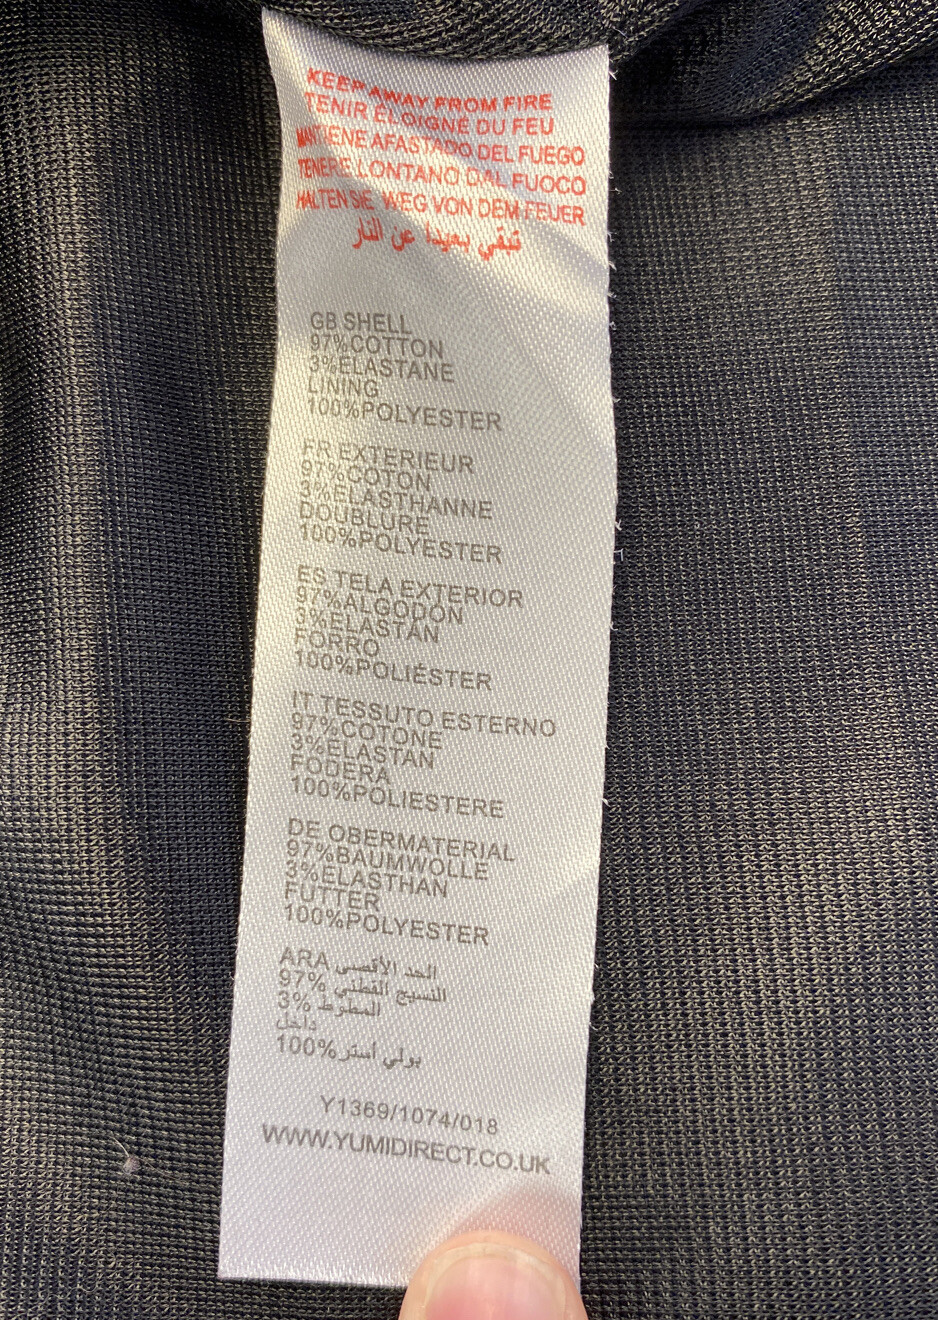 KEEP AWAY FROM FIRE
TENIR ÉLOIGNÉ DU FEU
MANTIENE AFASTADO DEL FUEGO
TENERE LONTANO DAL FUOCO
HALTEN SIE WEG VON DEM FEUER
تبقي بعيدا عن النار
GB SHELL
97%COTTON
3%ELASTANE
LINING
100%POLYESTER
FR EXTERIEUR
97%COTON
3%ELASTHANNE
DOUBLURE
100%POLYESTER
ES TELA EXTERIOR
97%ALGODÓN
3%ELASTÁN
FORRO
100%POLIÉSTER
IT TESSUTO ESTERNO
97%COTONE
3%ELASTAN
FODERA
100%POLIESTERE
DE OBERMATERIAL
97%BAUMWOLLE
3%ELASTHAN
FUTTER
100%POLYESTER
ARA الحد الأقصى
97% النسيج القطني
3% المطوط
داخل
100% بولي أستر
Y1369/1074/018
WWW.YUMIDIRECT.CO.UK